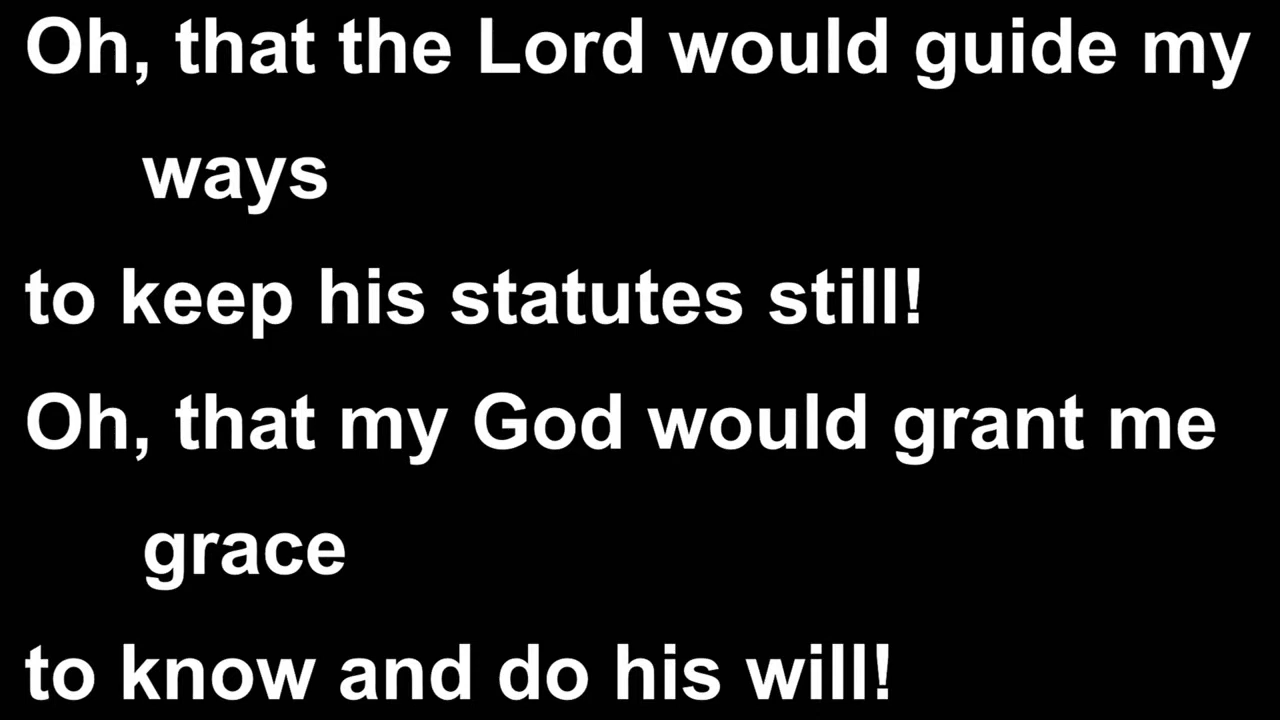 Oh, that the Lord would guide my
ways
to keep his statutes still!
Oh, that my God would grant me
grace
to know and do his will!